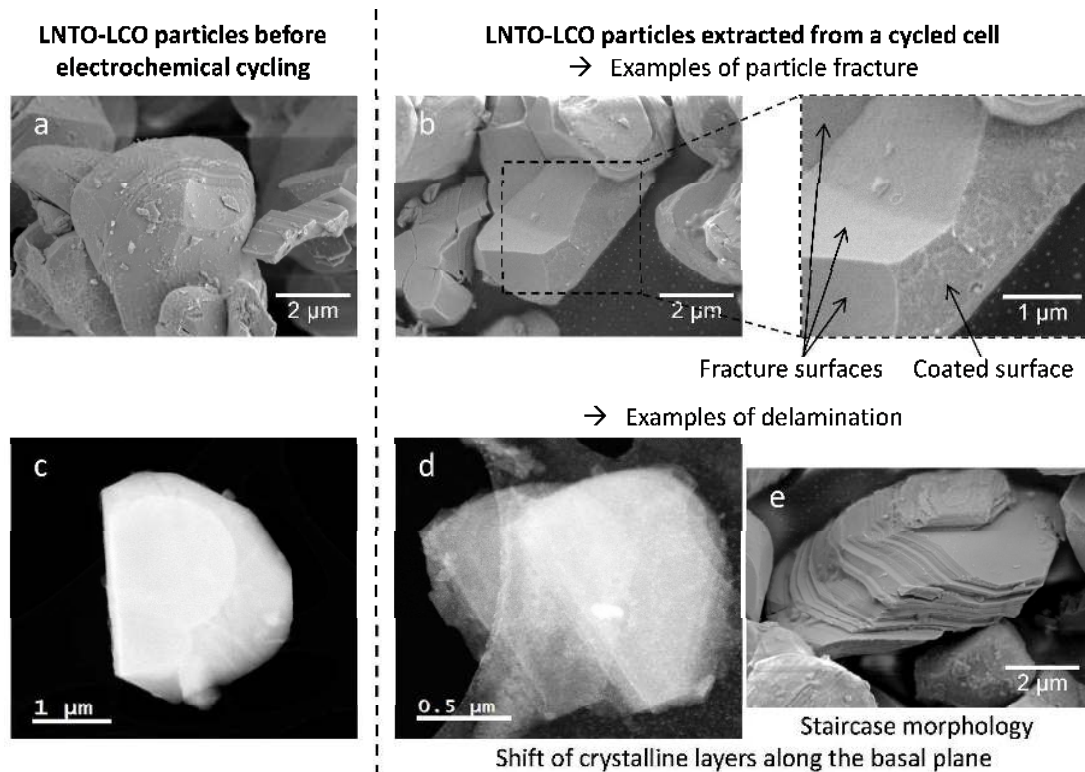 LNTO-LCO particles before
electrochemical cycling
LNTO-LCO particles extracted from a cycled cell
→ Examples of particle fracture
a
2 µm
b
2 µm
1 µm
Fracture surfaces
Coated surface
→ Examples of delamination
c
1 µm
d
0.5 µm
e
2 µm
Staircase morphology
Shift of crystalline layers along the basal plane